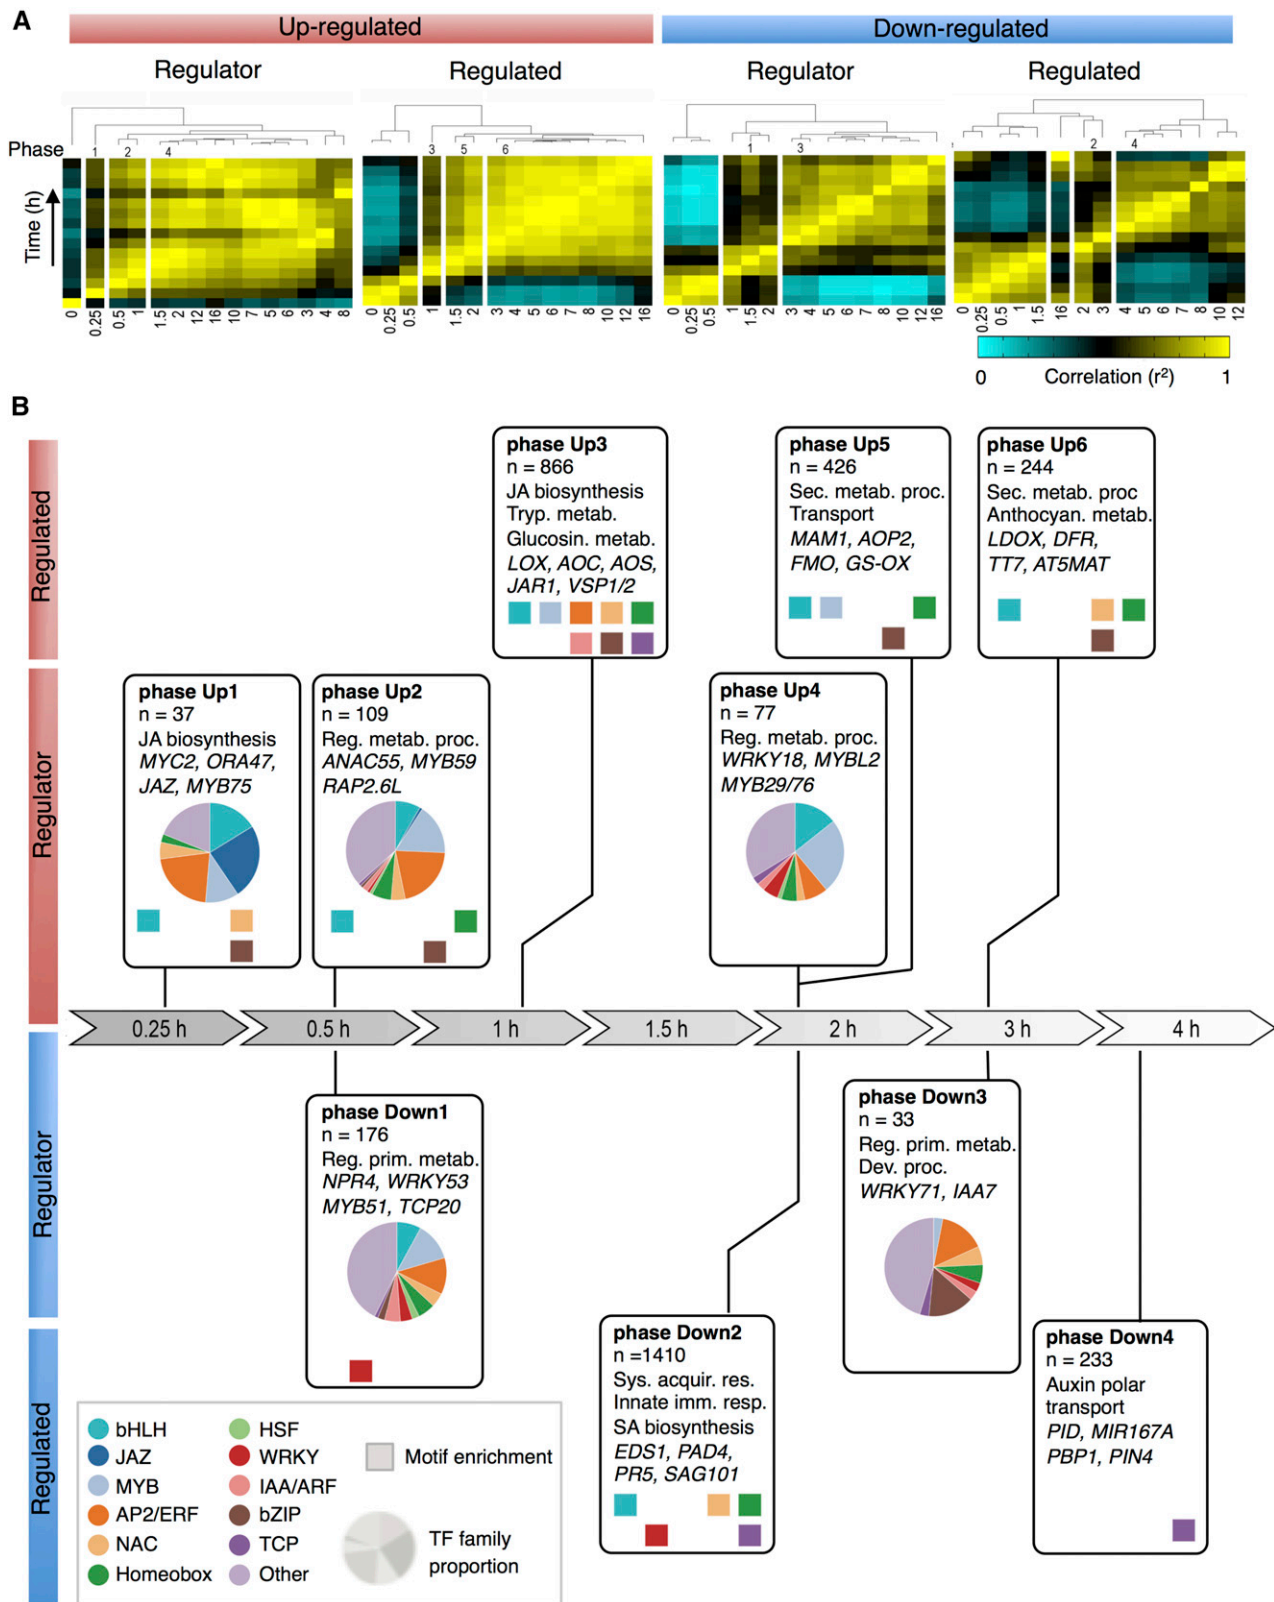 A
Up-regulated
Down-regulated
Regulator
Regulated
Regulator
Regulated
Phase
1 2 4
3 5 6
1 3
2 4
Time (h)
0 0.25 0.5 1 1.5 2 12 16 10 7 5 6 3 4 8
0 0.25 0.5 1 1.5 2 3 4 5 6 7 8 10 12 16
0 0.25 0.5 1 1.5 2 3 4 5 6 7 8 10 12 16
0 0.25 0.5 1 1.5 16 2 3 4 5 6 7 8 10 12
0 Correlation (r²) 1
B
Regulated
phase Up3
n = 866
JA biosynthesis
Tryp. metab.
Glucosin. metab.
LOX, AOC, AOS,
JAR1, VSP1/2
phase Up5
n = 426
Sec. metab. proc.
Transport
MAM1, AOP2,
FMO, GS-OX
phase Up6
n = 244
Sec. metab. proc
Anthocyan. metab.
LDOX, DFR,
TT7, AT5MAT
Regulator
phase Up1
n = 37
JA biosynthesis
MYC2, ORA47,
JAZ, MYB75
phase Up2
n = 109
Reg. metab. proc.
ANAC55, MYB59
RAP2.6L
phase Up4
n = 77
Reg. metab. proc.
WRKY18, MYBL2
MYB29/76
0.25 h
0.5 h
1 h
1.5 h
2 h
3 h
4 h
Regulator
phase Down1
n = 176
Reg. prim. metab.
NPR4, WRKY53
MYB51, TCP20
phase Down3
n = 33
Reg. prim. metab.
Dev. proc.
WRKY71, IAA7
Regulated
phase Down2
n =1410
Sys. acquir. res.
Innate imm. resp.
SA biosynthesis
EDS1, PAD4,
PR5, SAG101
phase Down4
n = 233
Auxin polar
transport
PID, MIR167A
PBP1, PIN4
bHLH
JAZ
MYB
AP2/ERF
NAC
Homeobox
HSF
WRKY
IAA/ARF
bZIP
TCP
Other
Motif enrichment
TF family
proportion